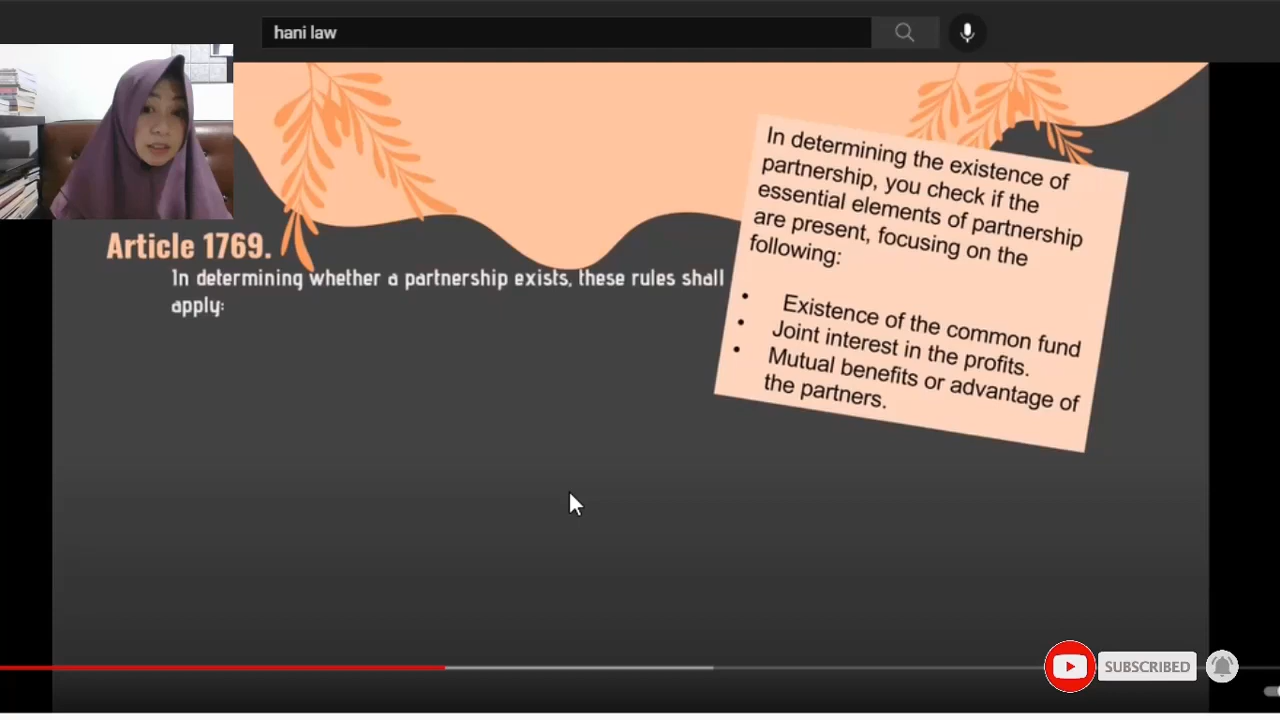 hani law
Article 1769.
In determining whether a partnership exists, these rules shall
apply:
In determining the existence of
partnership, you check if the
essential elements of partnership
are present, focusing on the
following:
• Existence of the common fund
• Joint interest in the profits.
• Mutual benefits or advantage of
the partners.
SUBSCRIBED